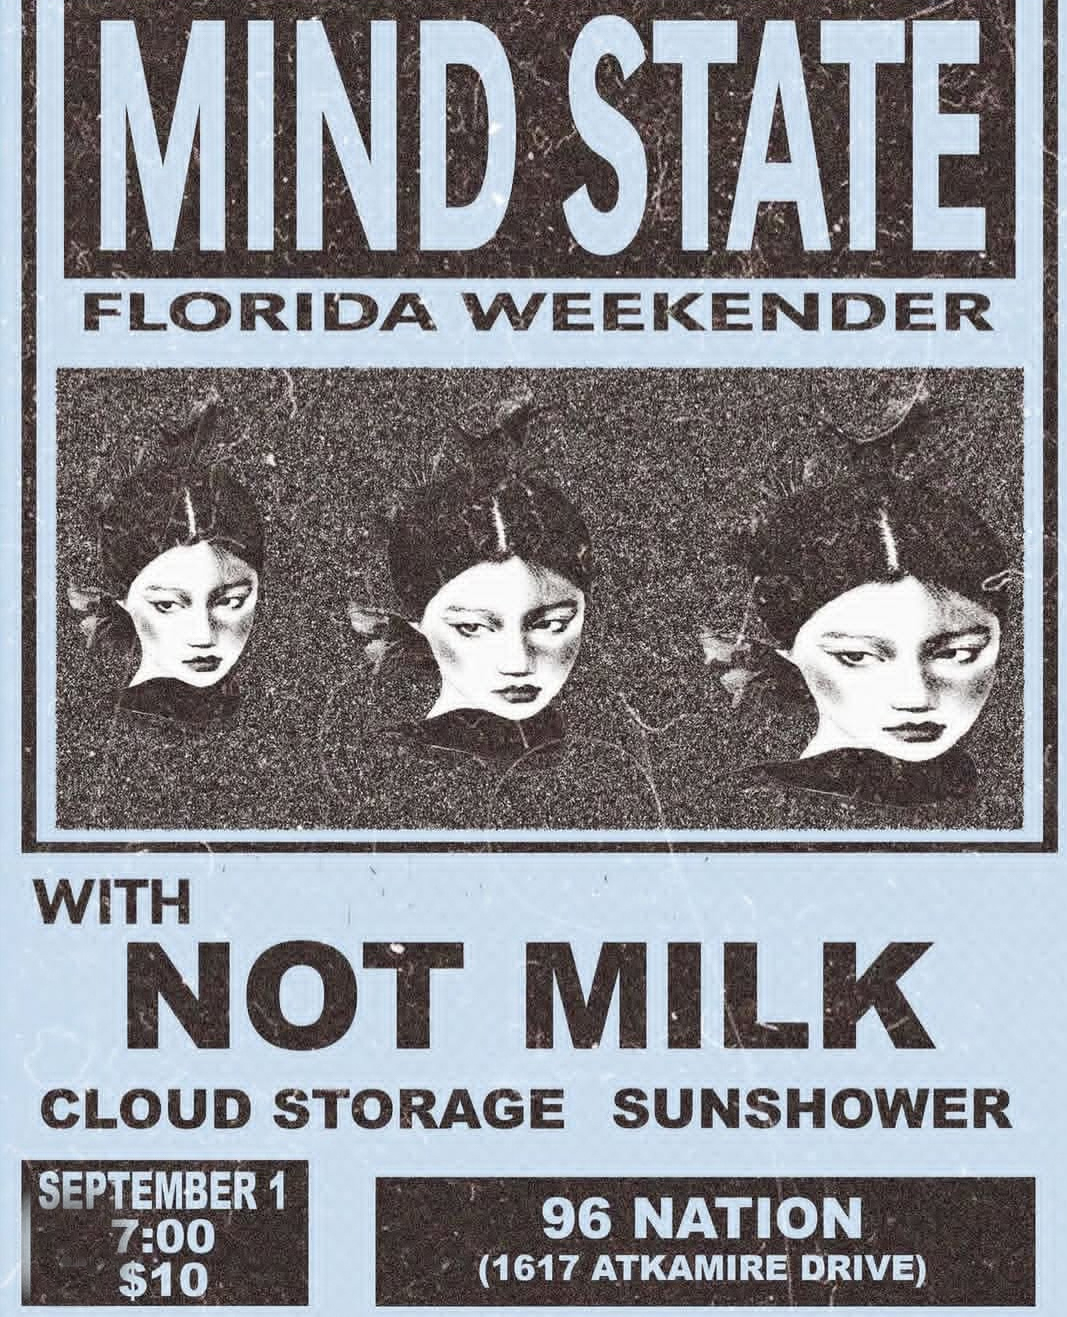 MIND STATE
FLORIDA WEEKENDER
WITH
NOT MILK
CLOUD STORAGE SUNSHOWER
SEPTEMBER 1
7:00
$10
96 NATION
(1617 ATKAMIRE DRIVE)